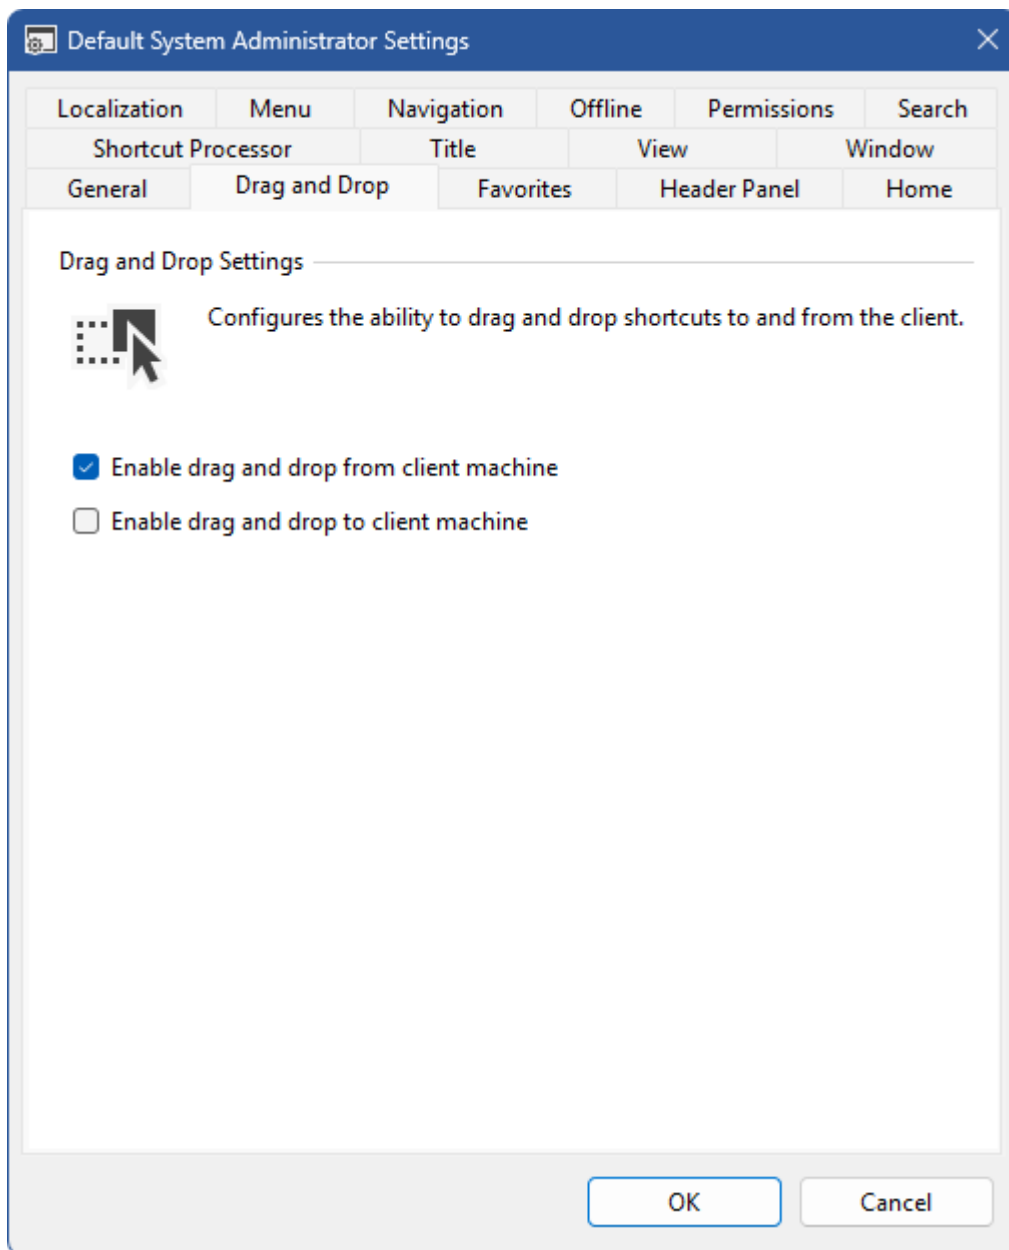 Default System Administrator Settings
Localization Menu Navigation Offline Permissions Search
Shortcut Processor Title View Window
General Drag and Drop Favorites Header Panel Home
Drag and Drop Settings
Configures the ability to drag and drop shortcuts to and from the client.
Enable drag and drop from client machine
Enable drag and drop to client machine
OK Cancel